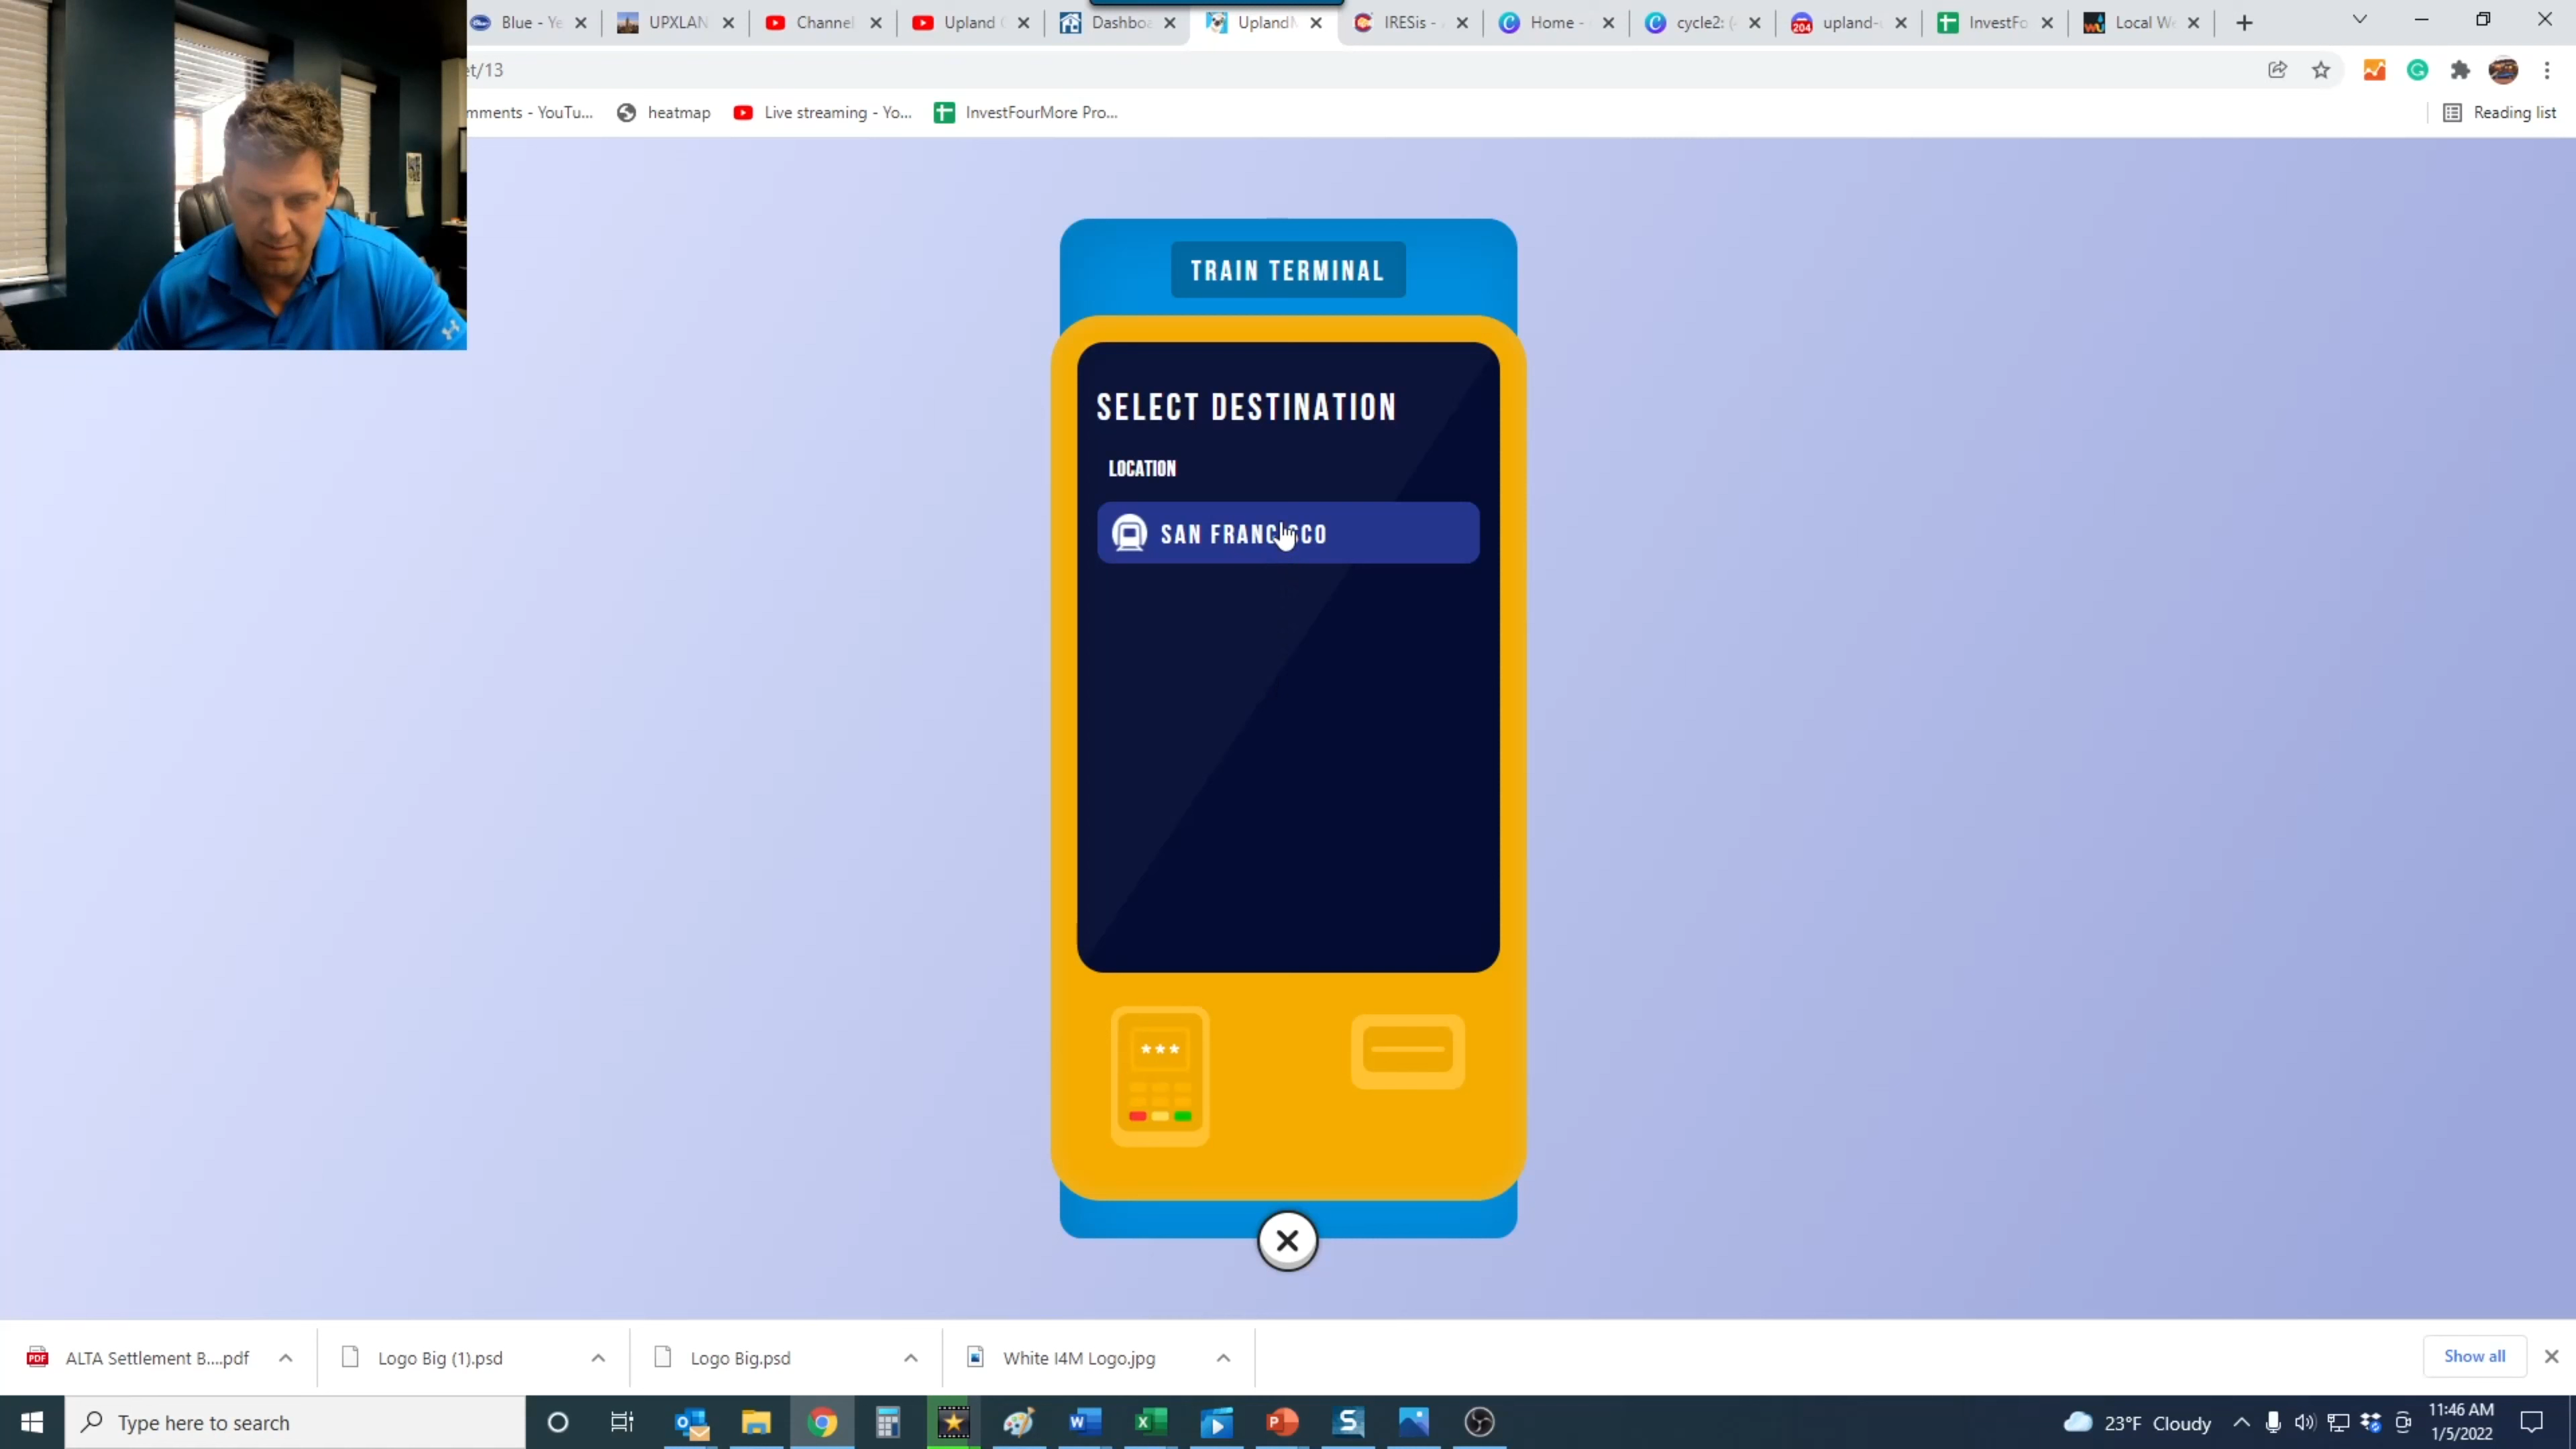 Blue - Ye
UPXLAN
Channel
Upland
Dashboa
Upland
IRESis -
Home -
cycle2: (
upland-
InvestFo
Local We
et/13
mments - YouTu...
heatmap
Live streaming - Yo...
InvestFourMore Pro...
Reading list
TRAIN TERMINAL
SELECT DESTINATION
LOCATION
SAN FRANCISCO
***
ALTA Settlement B....pdf
Logo Big (1).psd
Logo Big.psd
White I4M Logo.jpg
Show all
Type here to search
23°F Cloudy
11:46 AM
1/5/2022